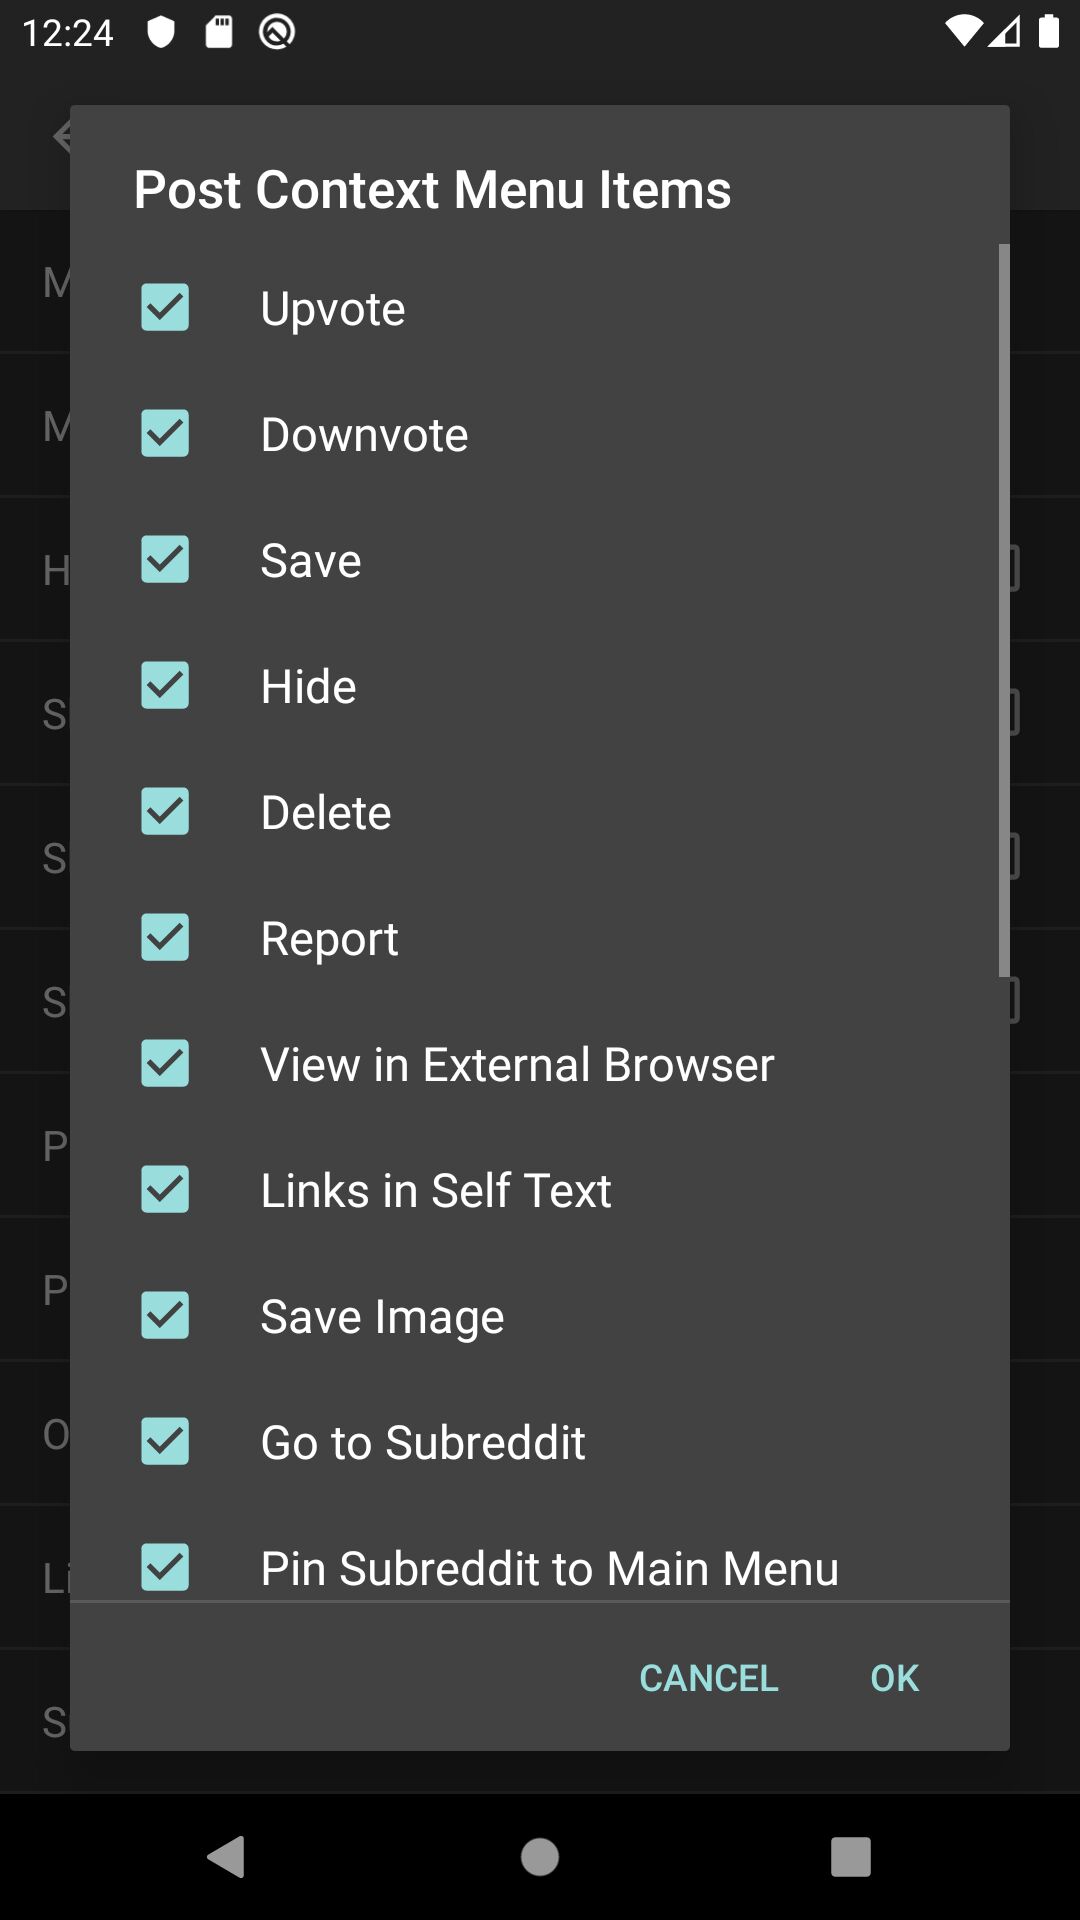 12:24
Post Context Menu Items
Upvote
Downvote
Save
Hide
Delete
Report
View in External Browser
Links in Self Text
Save Image
Go to Subreddit
Pin Subreddit to Main Menu
CANCEL
OK